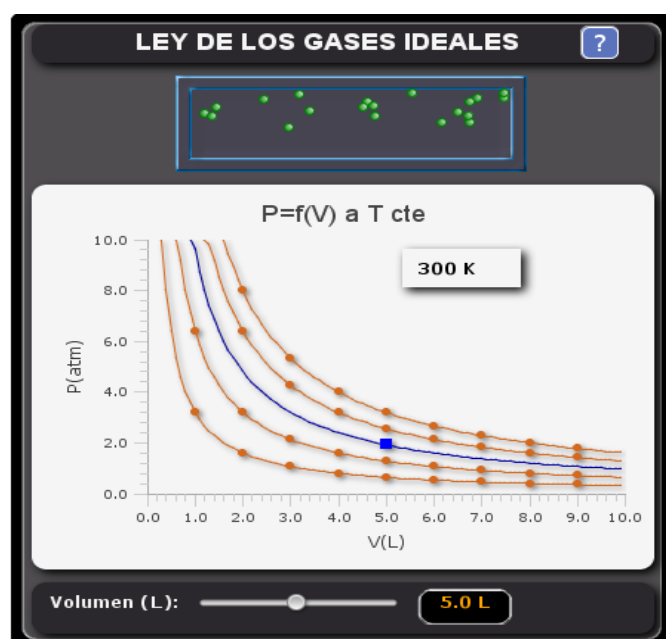 LEY DE LOS GASES IDEALES ?
P=f(V) a T cte
300 K
10.0
8.0
6.0
4.0
2.0
0.0
P(atm)
0.0 1.0 2.0 3.0 4.0 5.0 6.0 7.0 8.0 9.0 10.0
V(L)
Volumen (L): 5.0 L